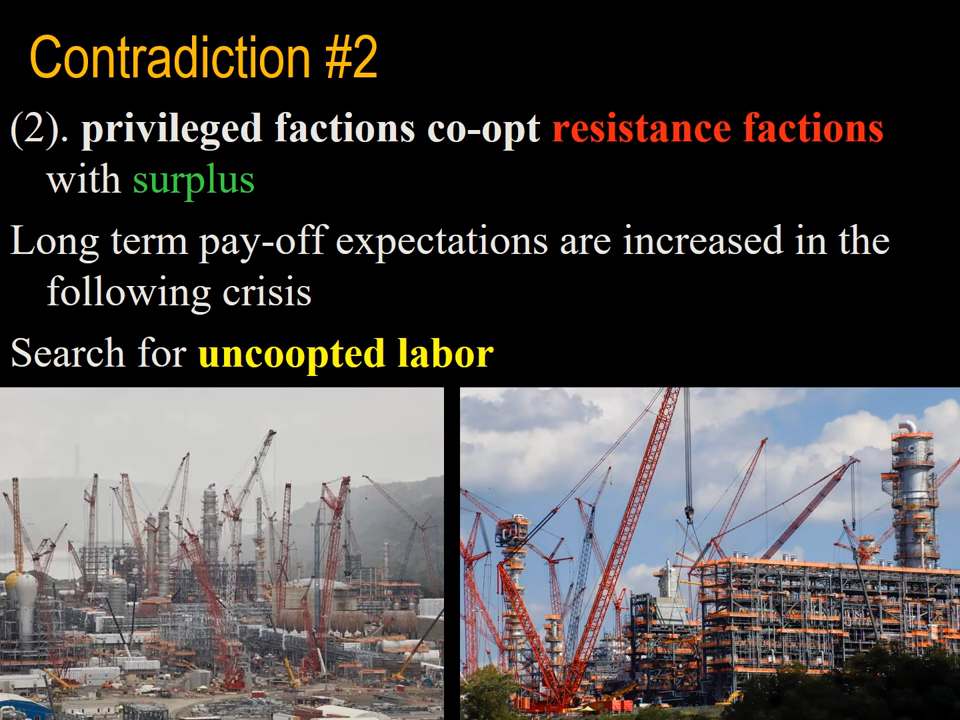 Contradiction #2
(2). privileged factions co-opt resistance factions
with surplus
Long term pay-off expectations are increased in the
following crisis
Search for uncoopted labor